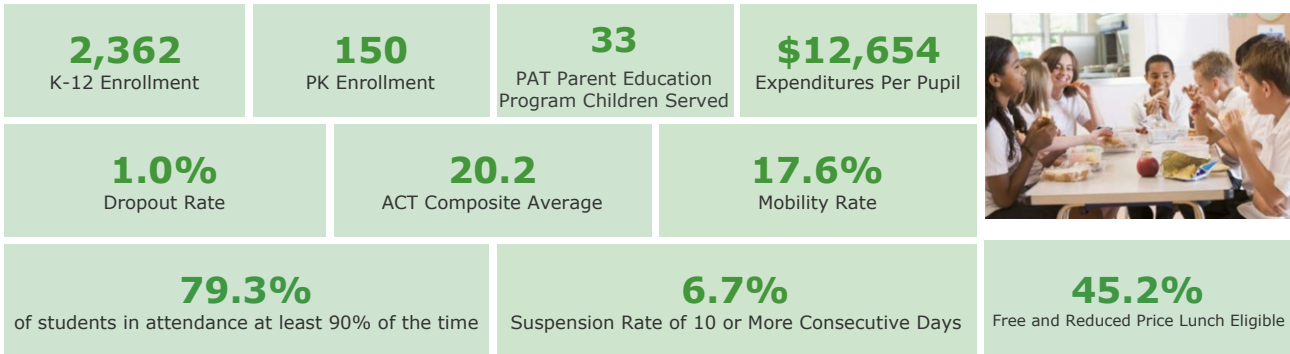 2,362
K-12 Enrollment
150
PK Enrollment
33
PAT Parent Education
Program Children Served
$12,654
Expenditures Per Pupil
1.0%
Dropout Rate
20.2
ACT Composite Average
17.6%
Mobility Rate
79.3%
of students in attendance at least 90% of the time
6.7%
Suspension Rate of 10 or More Consecutive Days
45.2%
Free and Reduced Price Lunch Eligible